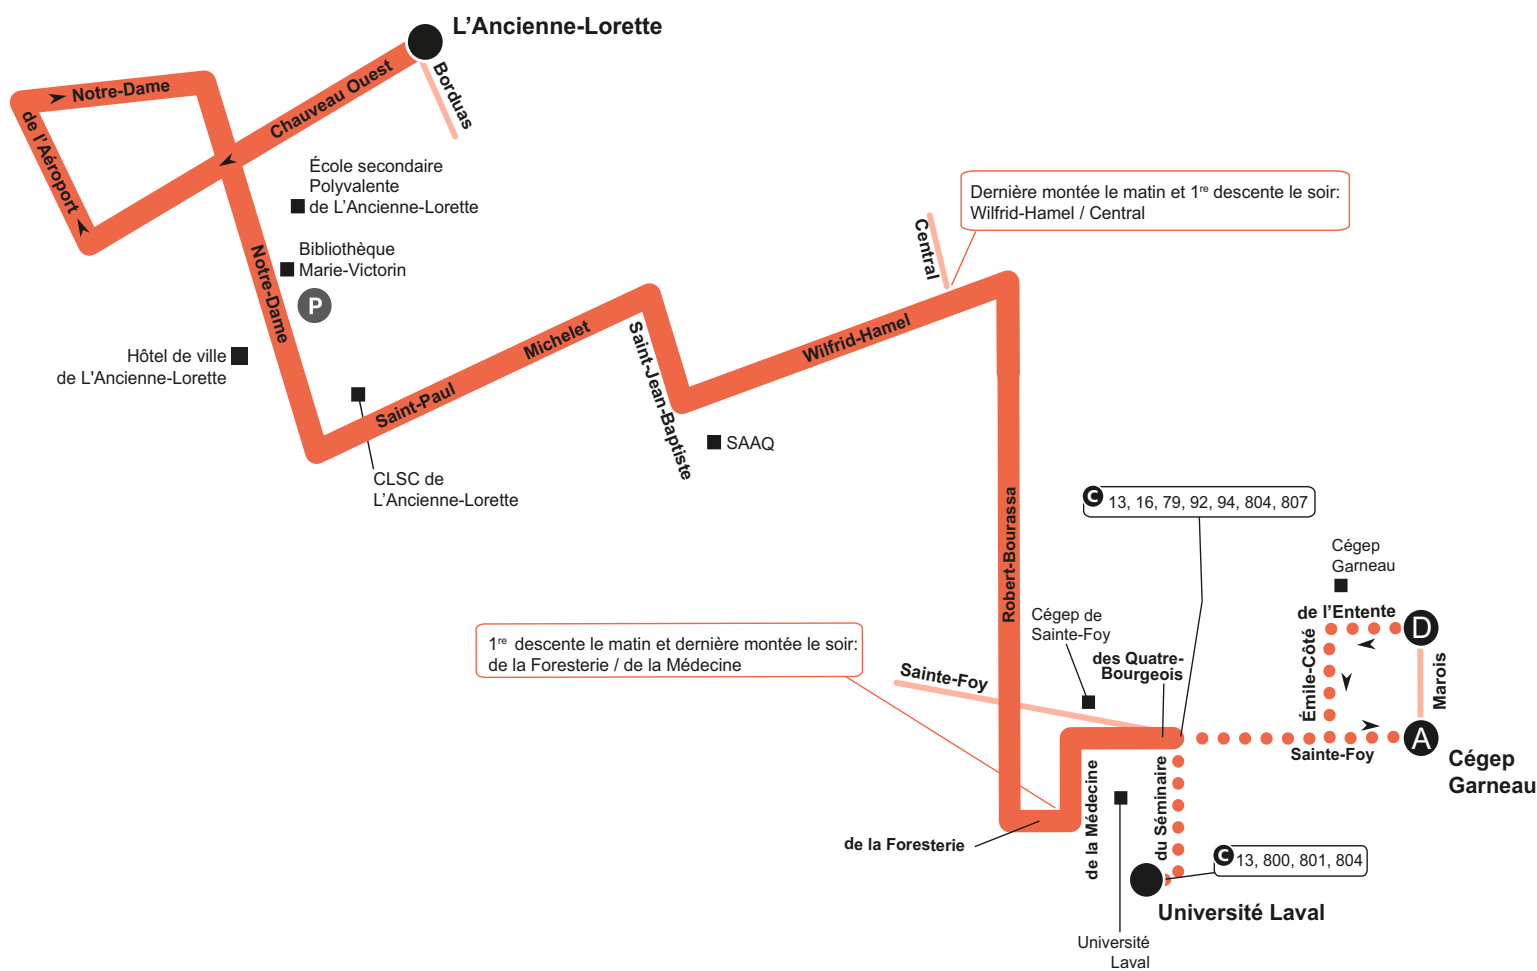 L'Ancienne-Lorette
Borduas
Chauveau Ouest
Notre-Dame
de l'Aéroport
École secondaire
Polyvalente
de L'Ancienne-Lorette
Bibliothèque
Marie-Victorin
P
Notre-Dame
Hôtel de ville
de L'Ancienne-Lorette
CLSC de
L'Ancienne-Lorette
Saint-Paul
Michelet
Saint-Jean-Baptiste
SAAQ
Wilfrid-Hamel
Central
Dernière montée le matin et 1re descente le soir:
Wilfrid-Hamel / Central
Robert-Bourassa
C 13, 16, 79, 92, 94, 804, 807
Cégep
Garneau
de l'Entente
D
Émile-Côté
Marois
A
Sainte-Foy
Cégep
Garneau
Cégep de
Sainte-Foy
des Quatre-
Bourgeois
Sainte-Foy
1re descente le matin et dernière montée le soir:
de la Foresterie / de la Médecine
de la Foresterie
de la Médecine
du Séminaire
C 13, 800, 801, 804
Université Laval
Université
Laval